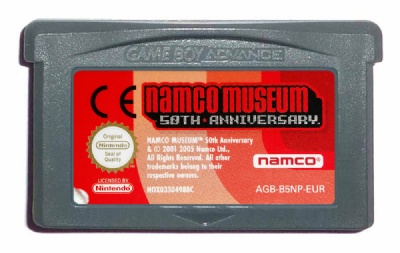 GAME BOY ADVANCE
CE
NAMCO MUSEUM
50TH ANNIVERSARY
Original
Nintendo
Seal of
Quality
NAMCO MUSEUM™ 50th Anniversary
& © 2001 2005 Namco Ltd.,
All Rights Reserved. All other
trademarks belong to their
respective owners.
namco®
LICENSED BY
Nintendo
AGB-B5NP-EUR